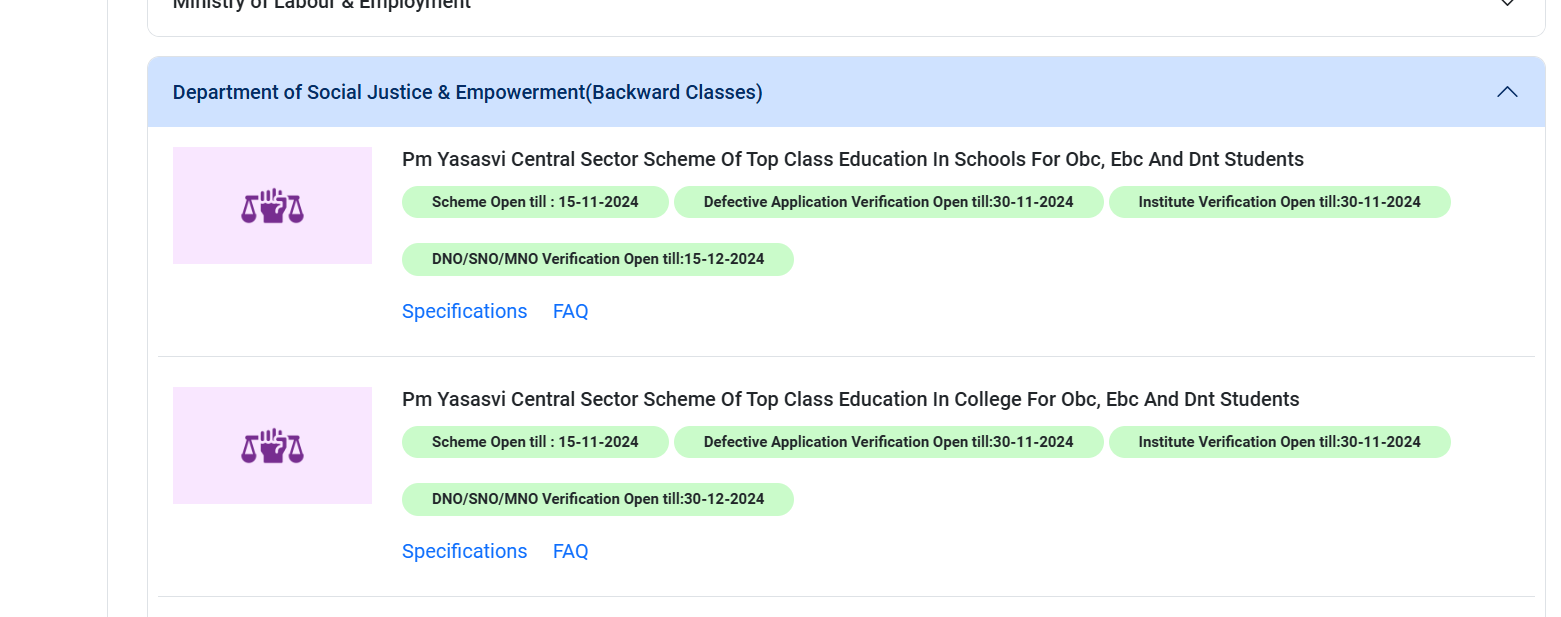 Ministry of Labour & Employment
Department of Social Justice & Empowerment(Backward Classes)
Pm Yasasvi Central Sector Scheme Of Top Class Education In Schools For Obc, Ebc And Dnt Students
Scheme Open till : 15-11-2024 Defective Application Verification Open till:30-11-2024 Institute Verification Open till:30-11-2024
DNO/SNO/MNO Verification Open till:15-12-2024
Specifications FAQ
Pm Yasasvi Central Sector Scheme Of Top Class Education In College For Obc, Ebc And Dnt Students
Scheme Open till : 15-11-2024 Defective Application Verification Open till:30-11-2024 Institute Verification Open till:30-11-2024
DNO/SNO/MNO Verification Open till:30-12-2024
Specifications FAQ